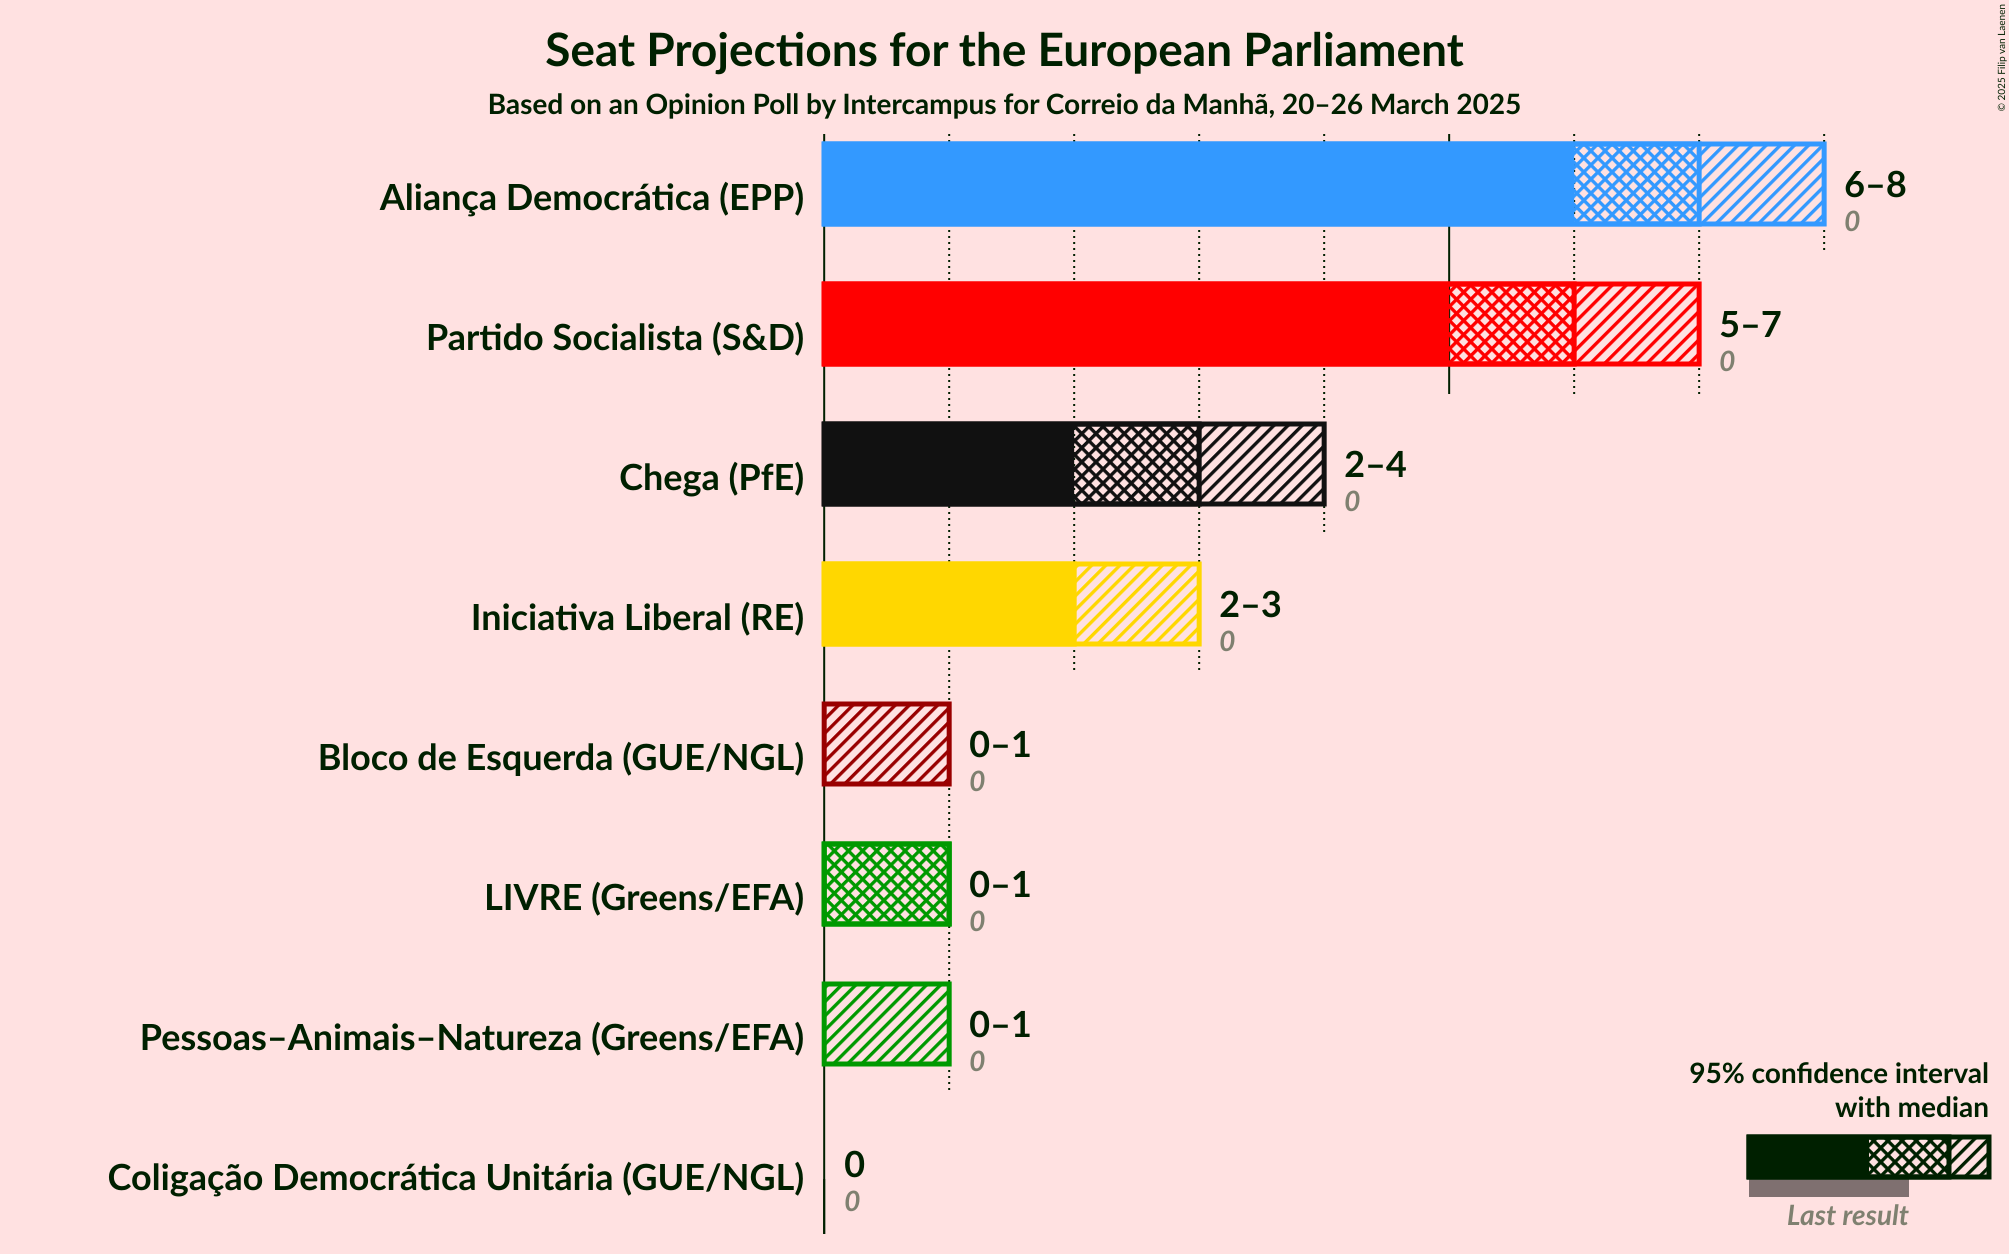 Seat Projections for the European Parliament
Based on an Opinion Poll by Intercampus for Correio da Manhã, 20–26 March 2025
© 2025 Filip van Laenen
Aliança Democrática (EPP)
6–8
0
Partido Socialista (S&D)
5–7
0
Chega (PfE)
2–4
0
Iniciativa Liberal (RE)
2–3
0
Bloco de Esquerda (GUE/NGL)
0–1
0
LIVRE (Greens/EFA)
0–1
0
Pessoas–Animais–Natureza (Greens/EFA)
0–1
0
Coligação Democrática Unitária (GUE/NGL)
0
0
95% confidence interval
with median
Last result